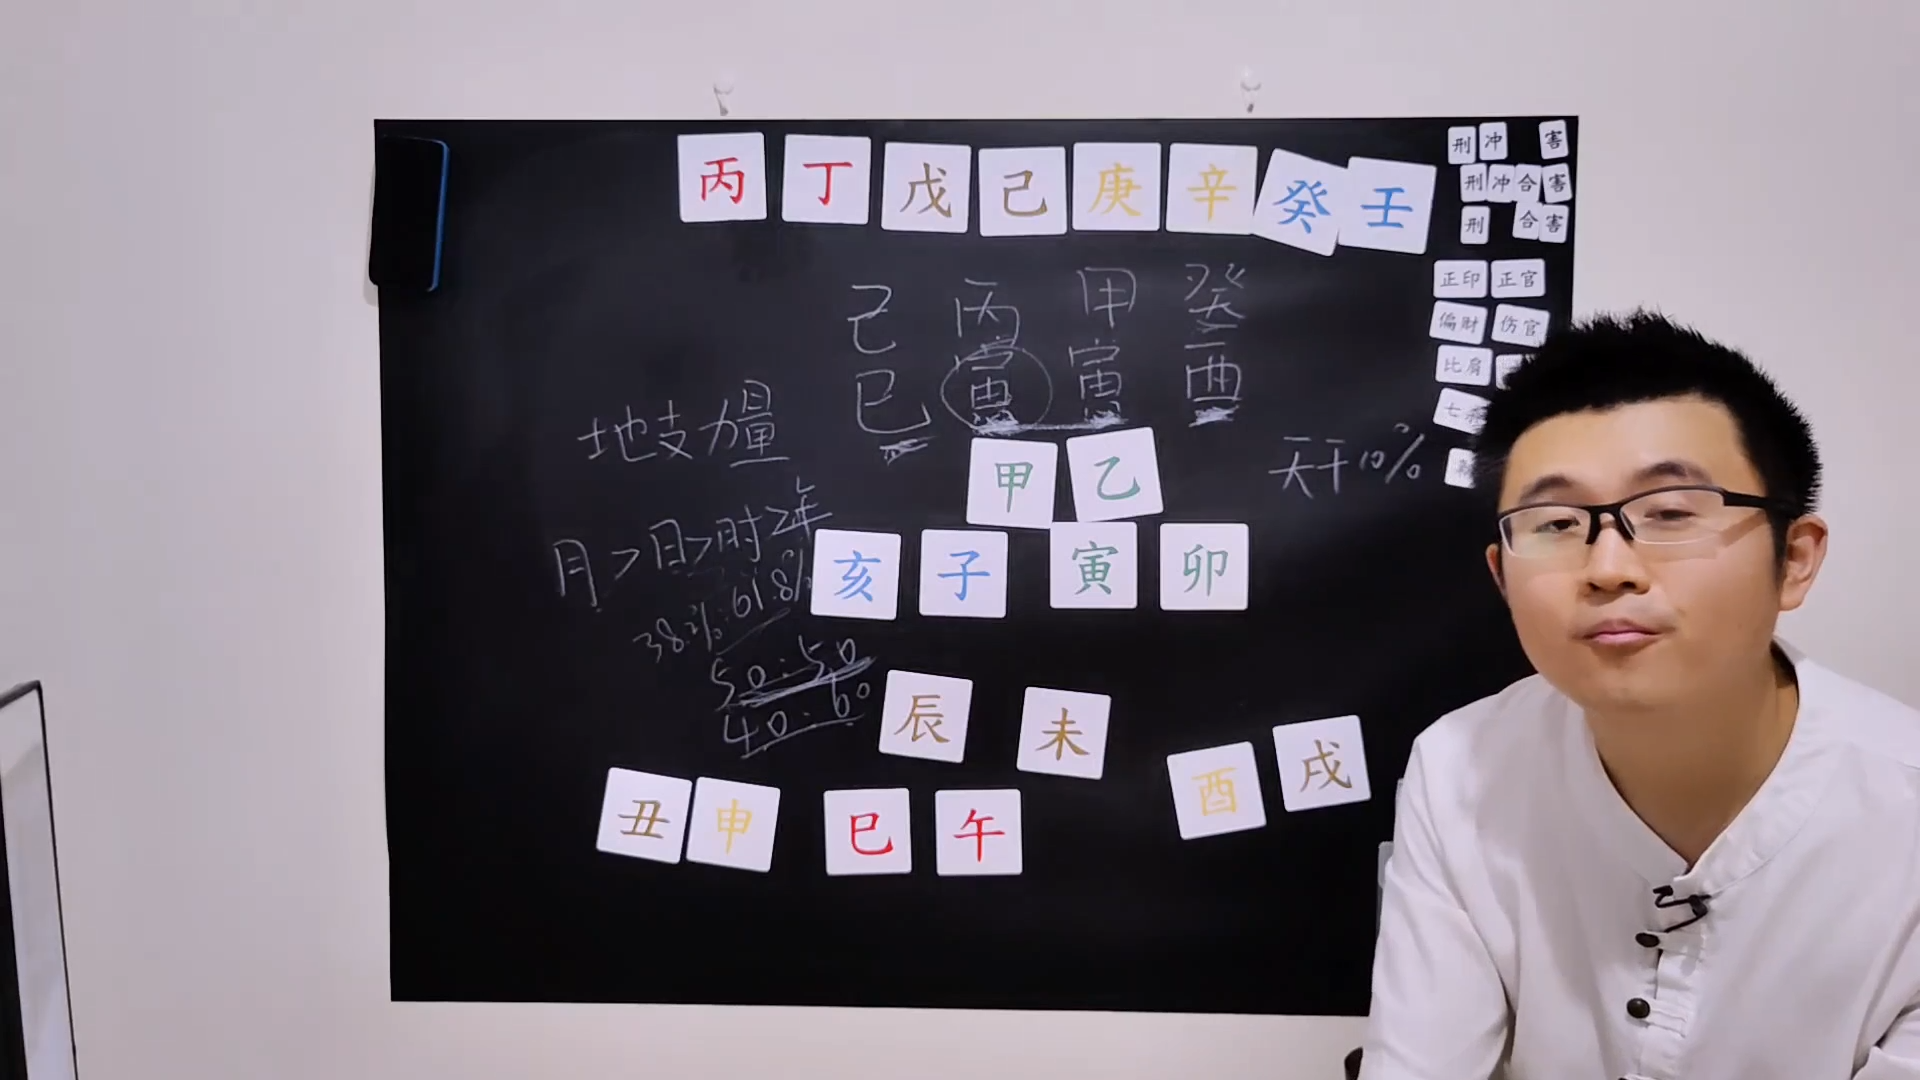 丙 丁 戊 己 庚 辛 癸 壬
刑 冲 害
刑 冲 合 害
刑 合 害
正印 正官
偏财 伤官
比肩
七
己 丙 甲 癸
巳 寅 寅 酉
地支力量
天干10%
甲 乙
月>日>时≥年
38.2%:61.8%
亥 子 寅 卯
50:50
40:60
辰 未
酉 戌
丑 申 巳 午